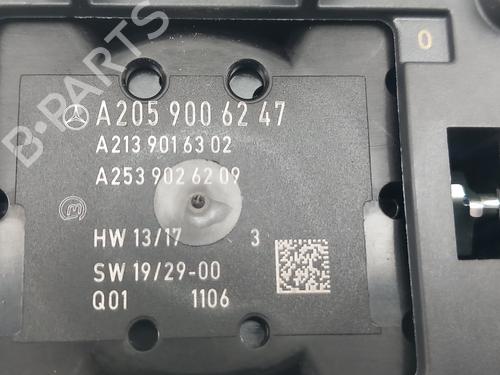 B-PARTS
0
A205 900 62 47
A213 901 63 02
A253 902 62 09
HW 13/17 3
SW 19/29-00
Q01 1106